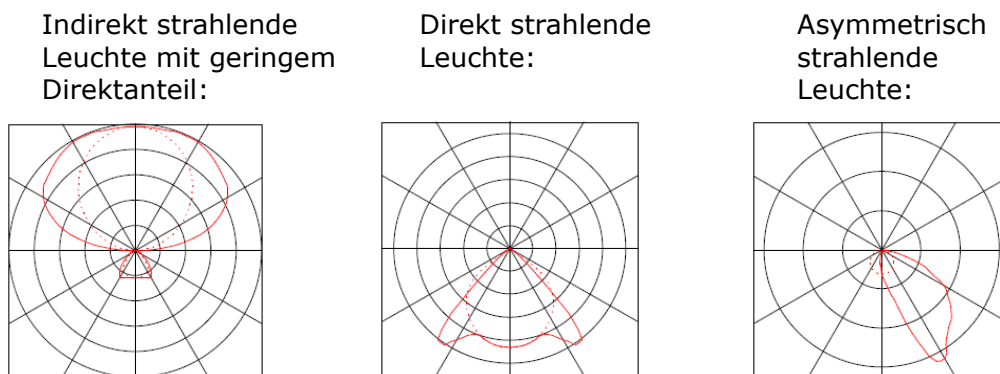 Indirekt strahlende
Leuchte mit geringem
Direktanteil:
Direkt strahlende
Leuchte:
Asymmetrisch
strahlende
Leuchte: